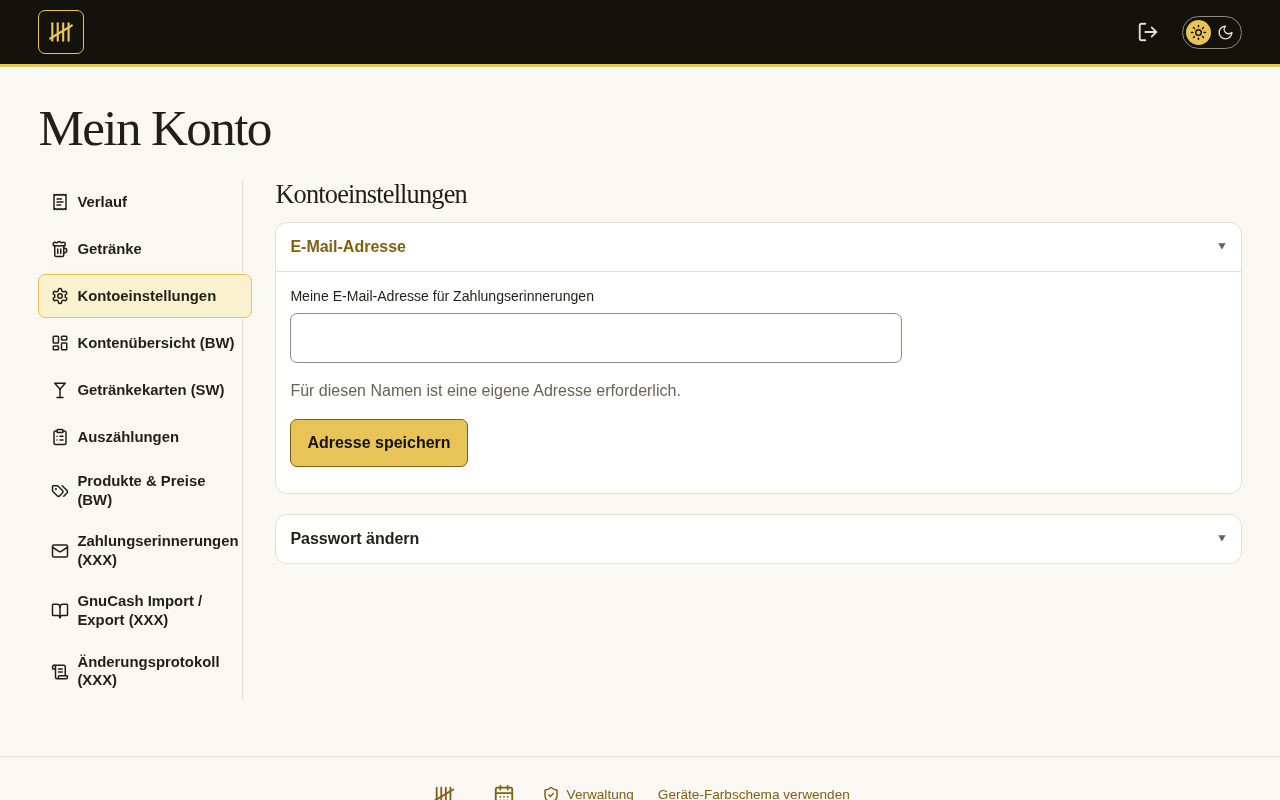 Mein Konto
Verlauf
Getränke
Kontoeinstellungen
Kontenübersicht (BW)
Getränkekarten (SW)
Auszählungen
Produkte & Preise
(BW)
Zahlungserinnerungen
(XXX)
GnuCash Import /
Export (XXX)
Änderungsprotokoll
(XXX)
Kontoeinstellungen
E-Mail-Adresse
Meine E-Mail-Adresse für Zahlungserinnerungen
Für diesen Namen ist eine eigene Adresse erforderlich.
Adresse speichern
Passwort ändern
Verwaltung
Geräte-Farbschema verwenden